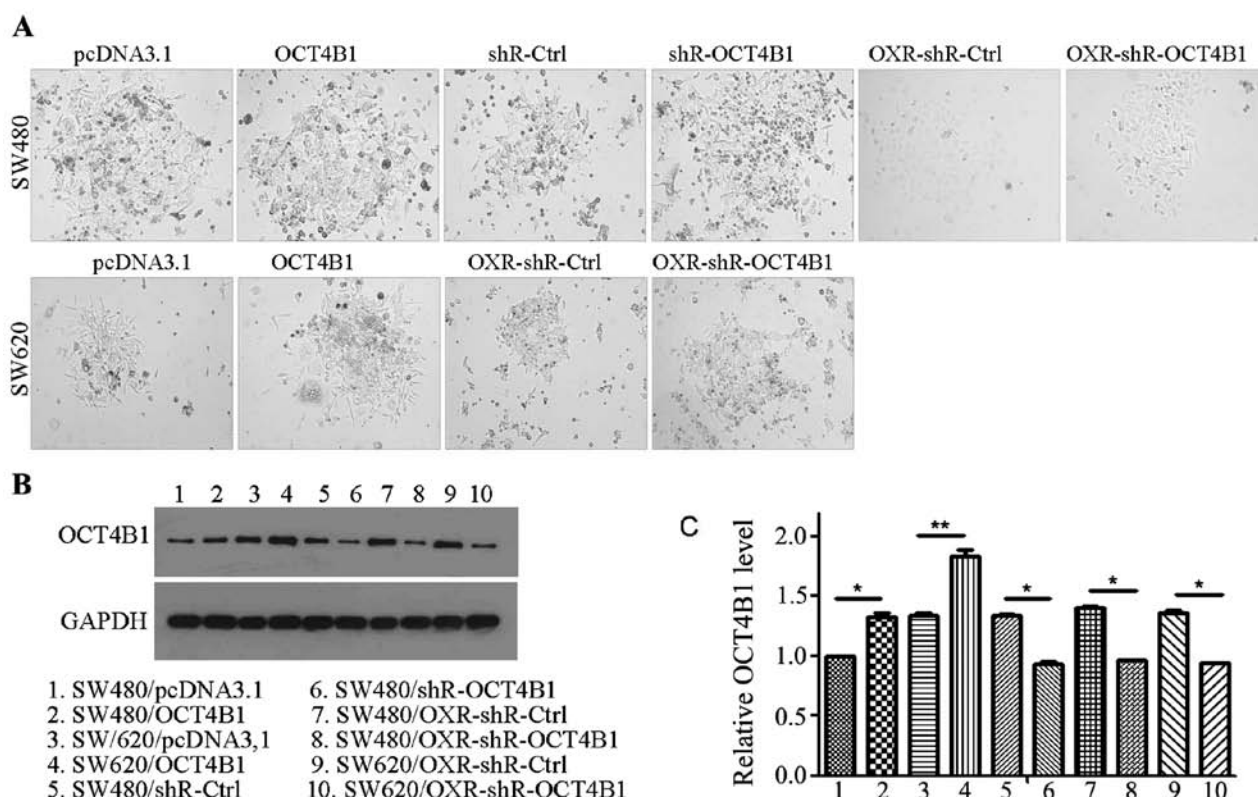 A
pcDNA3.1 OCT4B1 shR-Ctrl shR-OCT4B1 OXR-shR-Ctrl OXR-shR-OCT4B1
SW480
pcDNA3.1 OCT4B1 OXR-shR-Ctrl OXR-shR-OCT4B1
SW620
B
1 2 3 4 5 6 7 8 9 10
OCT4B1
GAPDH
1. SW480/pcDNA3.1
2. SW480/OCT4B1
3. SW/620/pcDNA3,1
4. SW620/OCT4B1
5. SW480/shR-Ctrl
6. SW480/shR-OCT4B1
7. SW480/OXR-shR-Ctrl
8. SW480/OXR-shR-OCT4B1
9. SW620/OXR-shR-Ctrl
10. SW620/OXR-shR-OCT4B1
C
Relative OCT4B1 level
2.0
1.5
1.0
0.5
0.0
* ** * * *
1 2 3 4 5 6 7 8 9 10